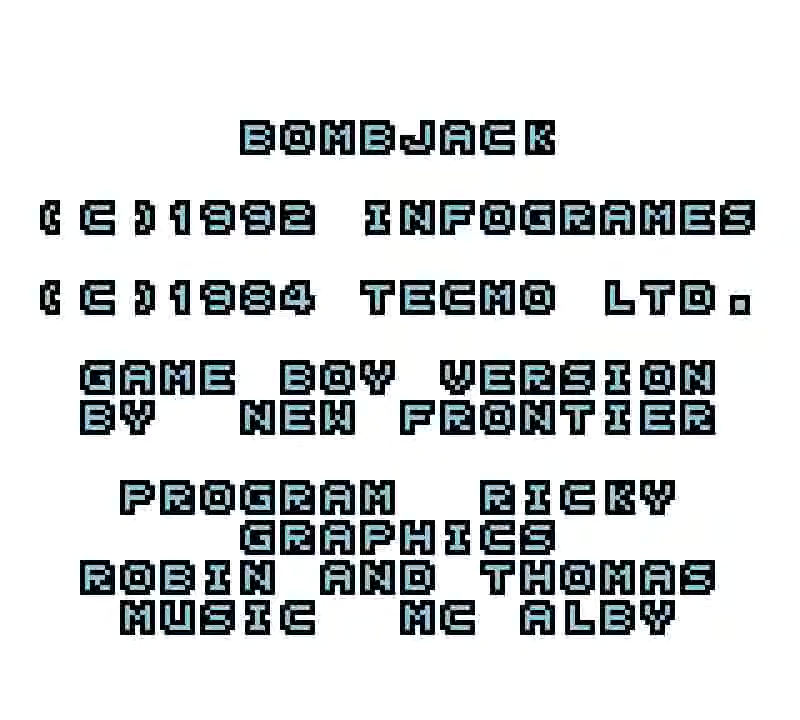 BOMBJACK
(C)1992 INFOGRAMES
(C)1984 TECMO LTD.
GAME BOY VERSION
BY NEW FRONTIER
PROGRAM RICKY
GRAPHICS
ROBIN AND THOMAS
MUSIC MC ALBY